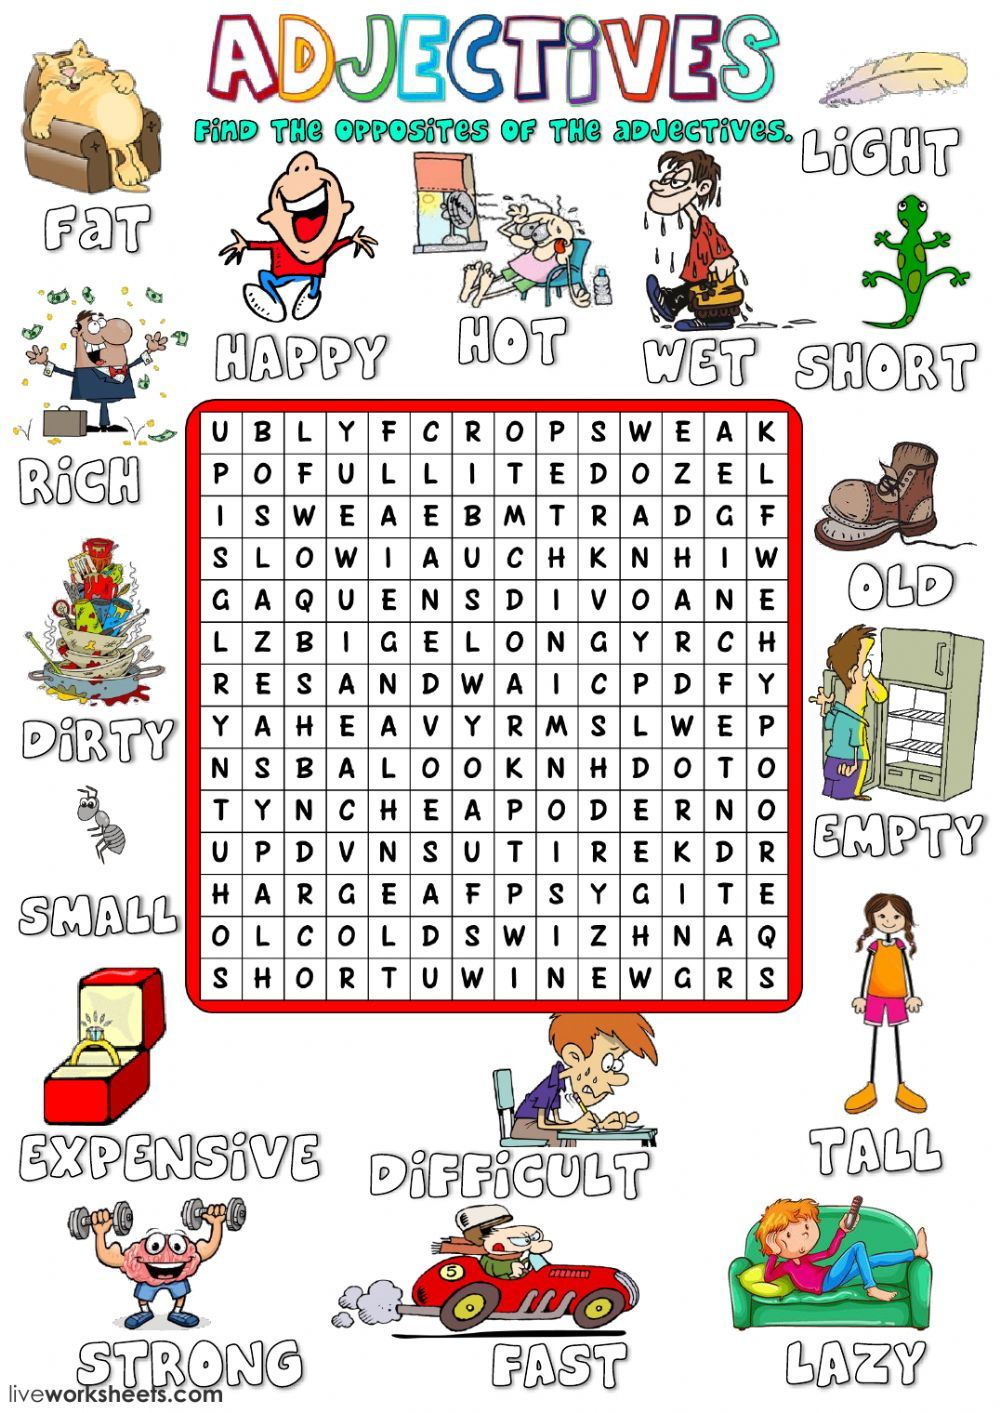 ADJECTIVES
FIND THE OPPOSITES OF THE ADJECTIVES.
LIGHT
FAT
HAPPY
HOT
WET
SHORT
RICH
U B L Y F C R O P S W E A K
P O F U L L I T E D O Z E L
I S W E A E B M T R A D G F
S L O W I A U C H K N H I W
G A Q U E N S D I V O A N E
L Z B I G E L O N G Y R C H
R E S A N D W A I C P D F Y
Y A H E A V Y R M S L W E P
N S B A L O O K N H D O T O
T Y N C H E A P O D E R N O
U P D V N S U T I R E K D R
H A R G E A F P S Y G I T E
O L C O L D S W I Z H N A Q
S H O R T U W I N E W G R S
OLD
DIRTY
EMPTY
SMALL
EXPENSIVE
DIFFICULT
TALL
5
STRONG
FAST
LAZY
liveworksheets.com